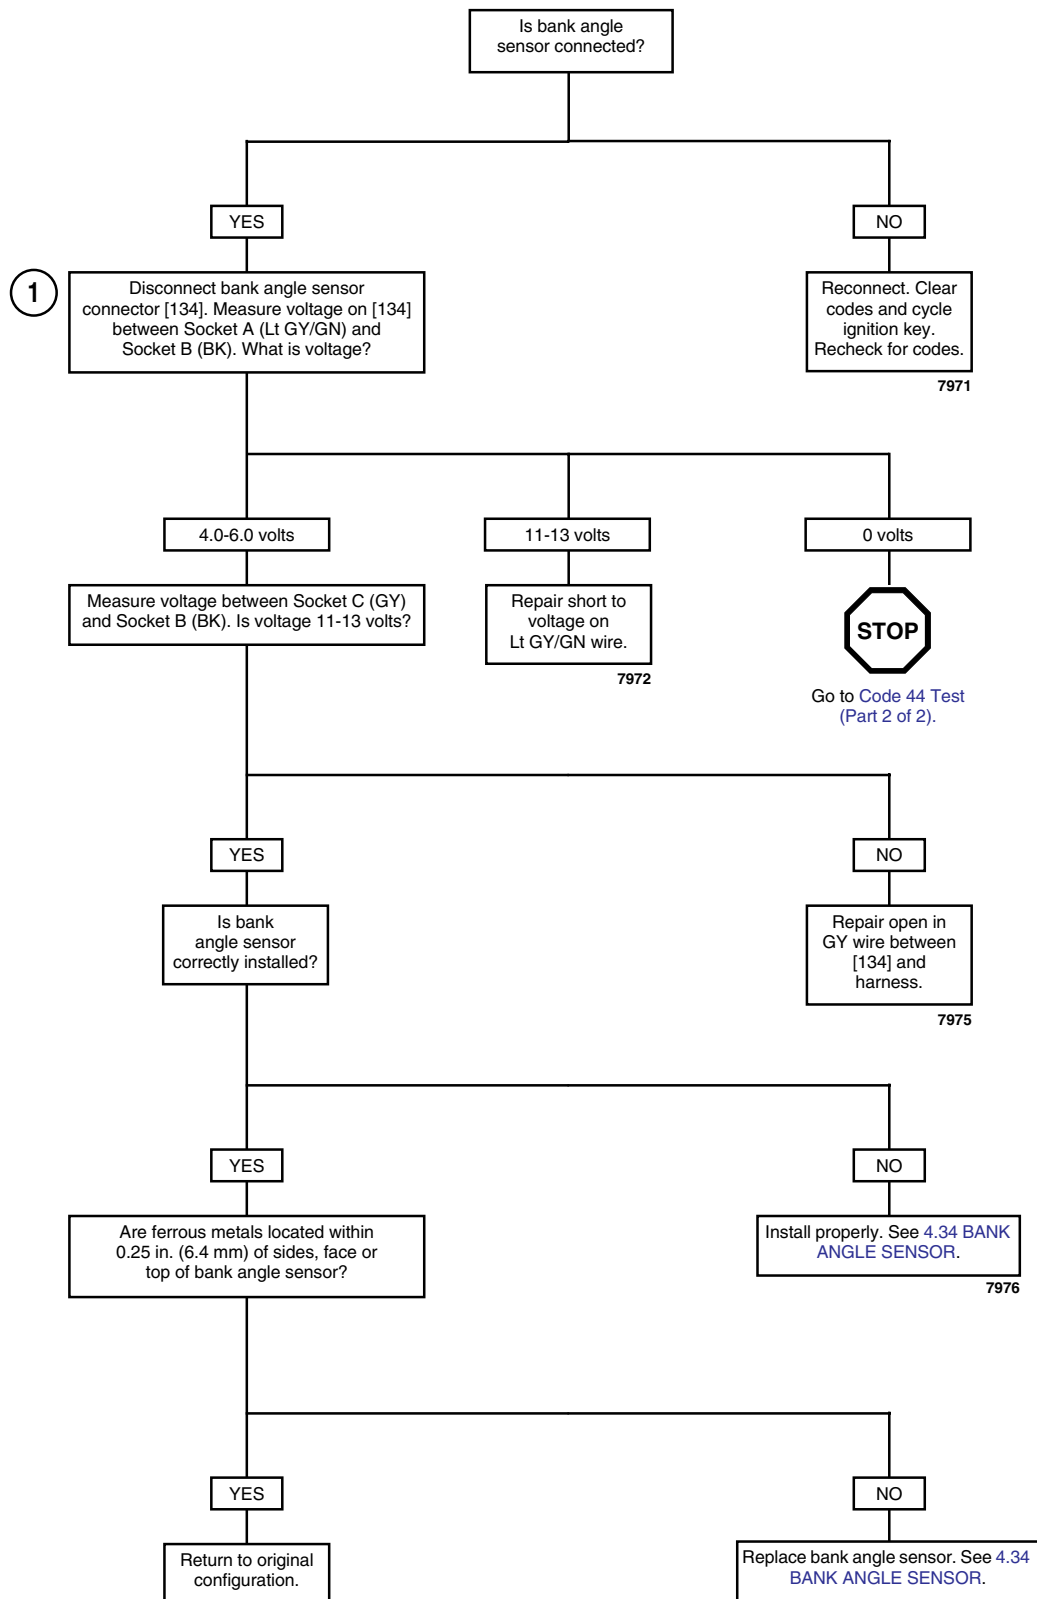 Is bank angle
sensor connected?
YES
NO
1
Disconnect bank angle sensor
connector [134]. Measure voltage on [134]
between Socket A (Lt GY/GN) and
Socket B (BK). What is voltage?
Reconnect. Clear
codes and cycle
ignition key.
Recheck for codes.
7971
4.0-6.0 volts
11-13 volts
0 volts
Measure voltage between Socket C (GY)
and Socket B (BK). Is voltage 11-13 volts?
Repair short to
voltage on
Lt GY/GN wire.
7972
STOP
Go to Code 44 Test
(Part 2 of 2).
YES
NO
Is bank
angle sensor
correctly installed?
Repair open in
GY wire between
[134] and
harness.
7975
YES
NO
Are ferrous metals located within
0.25 in. (6.4 mm) of sides, face or
top of bank angle sensor?
Install properly. See 4.34 BANK
ANGLE SENSOR.
7976
YES
NO
Return to original
configuration.
Replace bank angle sensor. See 4.34
BANK ANGLE SENSOR.